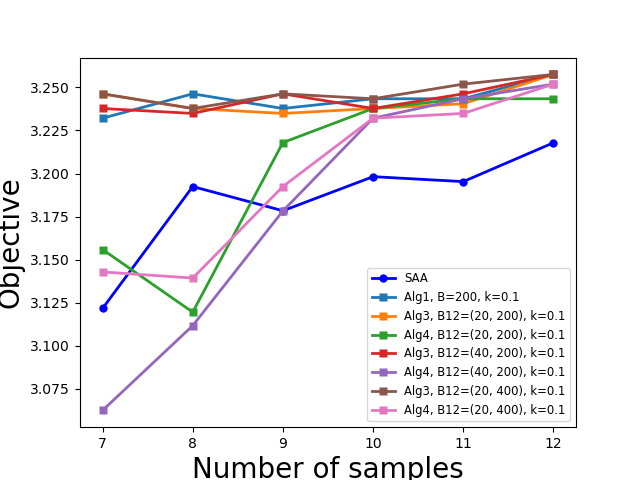 3.250
3.225
3.200
3.175
3.150
3.125
3.100
3.075
Objective
7 8 9 10 11 12
Number of samples
SAA
Alg1, B=200, k=0.1
Alg3, B12=(20, 200), k=0.1
Alg4, B12=(20, 200), k=0.1
Alg3, B12=(40, 200), k=0.1
Alg4, B12=(40, 200), k=0.1
Alg3, B12=(20, 400), k=0.1
Alg4, B12=(20, 400), k=0.1